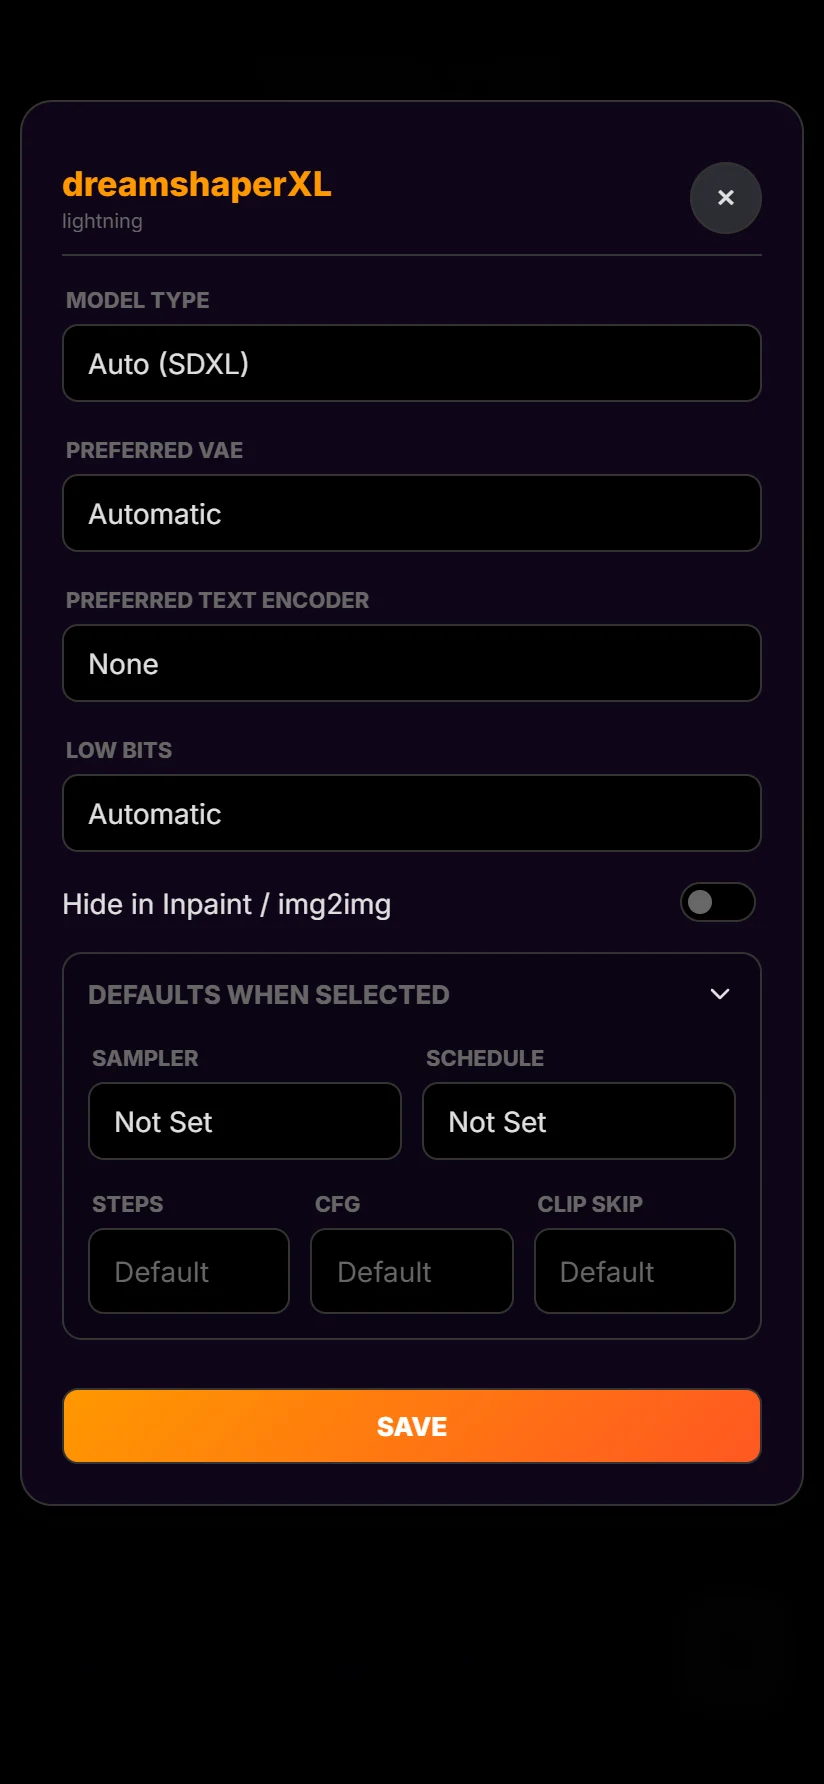 dreamshaperXL
lightning
MODEL TYPE
Auto (SDXL)
PREFERRED VAE
Automatic
PREFERRED TEXT ENCODER
None
LOW BITS
Automatic
Hide in Inpaint / img2img
DEFAULTS WHEN SELECTED
SAMPLER SCHEDULE
Not Set Not Set
STEPS CFG CLIP SKIP
Default Default Default
SAVE